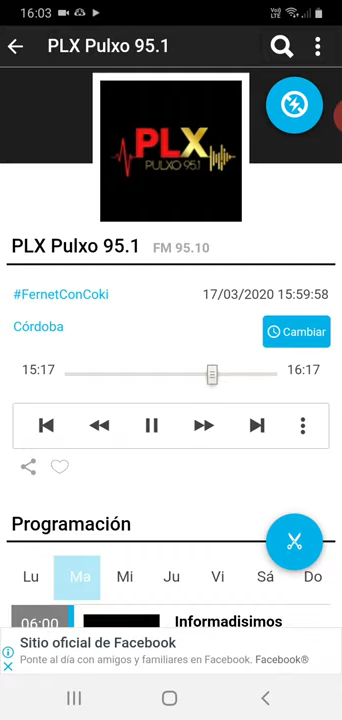 16:03
Vo))
LTE
PLX Pulxo 95.1
PLX
PULXO 95.1
PLX Pulxo 95.1 FM 95.10
#FernetConCoki 17/03/2020 15:59:58
Córdoba Cambiar
15:17 16:17
Programación
Lu Ma Mi Ju Vi Sá Do
06:00 Informadisimos
Sitio oficial de Facebook
Ponte al día con amigos y familiares en Facebook. Facebook®